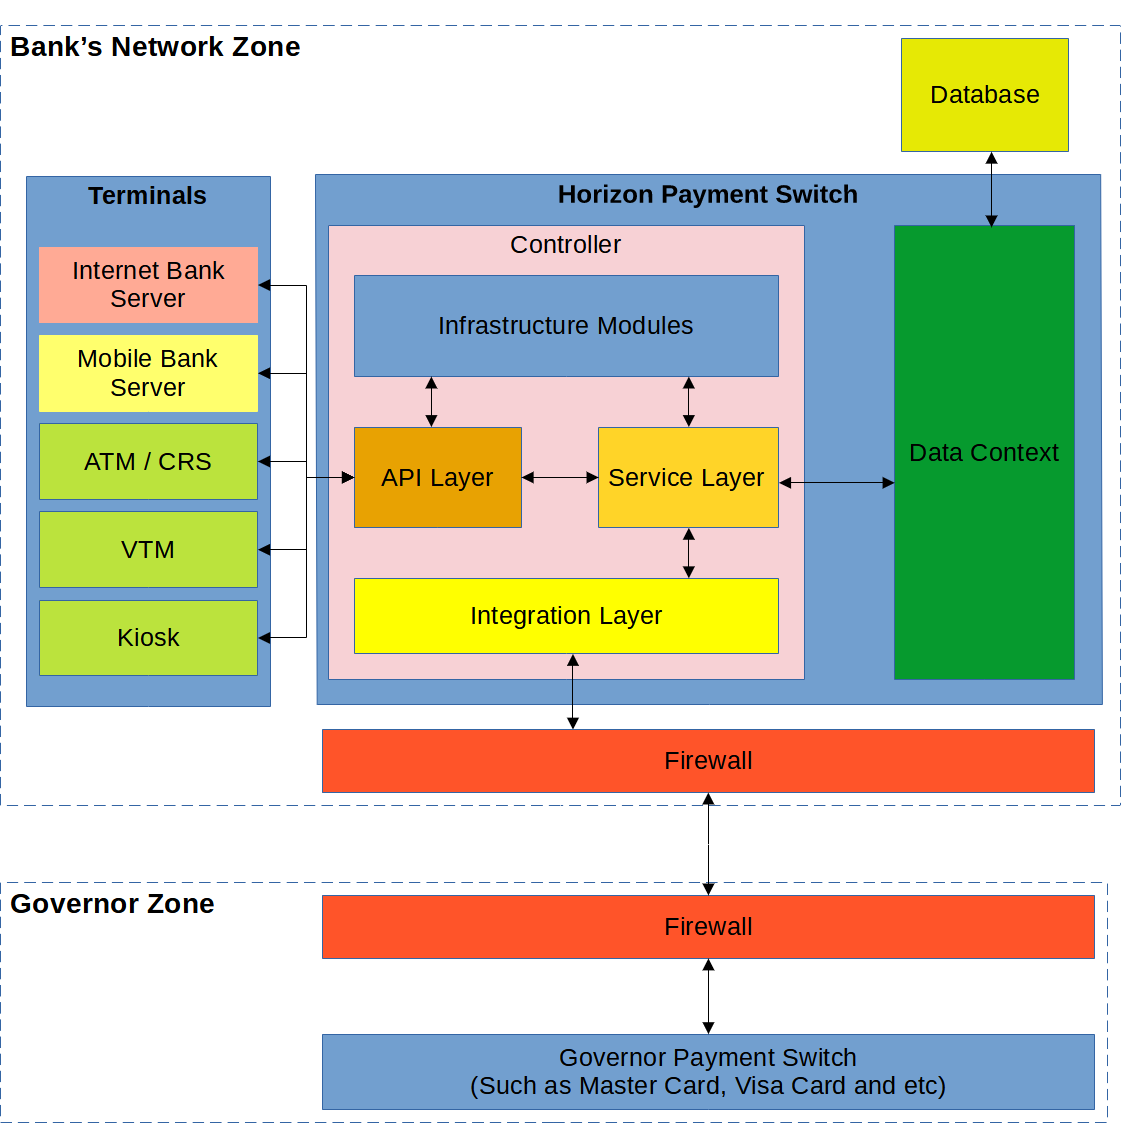 Bank’s Network Zone
Database
Terminals
Internet Bank
Server
Mobile Bank
Server
ATM / CRS
VTM
Kiosk
Horizon Payment Switch
Controller
Infrastructure Modules
API Layer
Service Layer
Integration Layer
Data Context
Firewall
Governor Zone
Firewall
Governor Payment Switch
(Such as Master Card, Visa Card and etc)